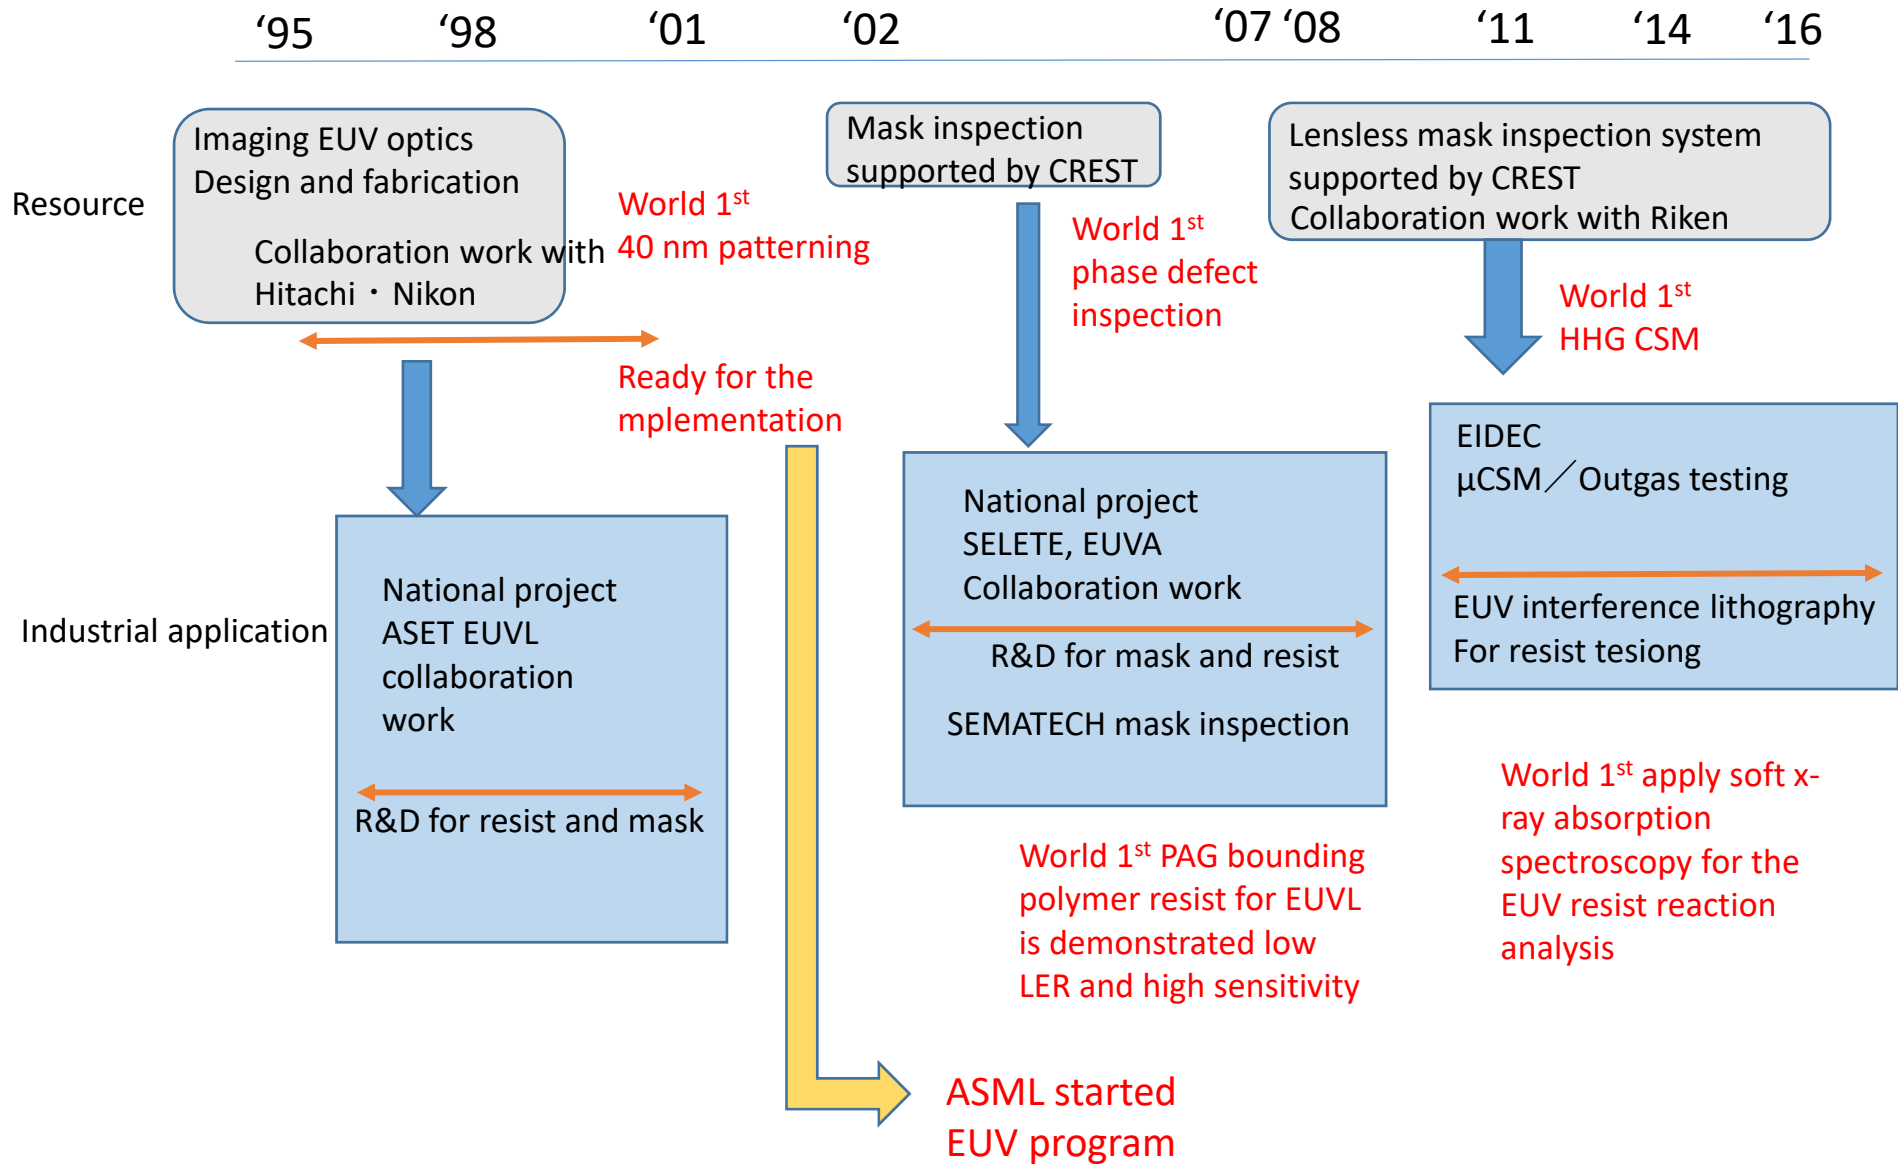 ‘95 ‘98 ‘01 ‘02 ‘07 ‘08 ‘11 ‘14 ‘16
Resource
Imaging EUV optics
Design and fabrication
Collaboration work with
Hitachi・Nikon
World 1st
40 nm patterning
Ready for the
mplementation
Mask inspection
supported by CREST
World 1st
phase defect
inspection
Lensless mask inspection system
supported by CREST
Collaboration work with Riken
World 1st
HHG CSM
Industrial application
National project
ASET EUVL
collaboration
work
R&D for resist and mask
National project
SELETE, EUVA
Collaboration work
R&D for mask and resist
SEMATECH mask inspection
EIDEC
μCSM／Outgas testing
EUV interference lithography
For resist tesiong
World 1st PAG bounding
polymer resist for EUVL
is demonstrated low
LER and high sensitivity
World 1st apply soft x-
ray absorption
spectroscopy for the
EUV resist reaction
analysis
ASML started
EUV program